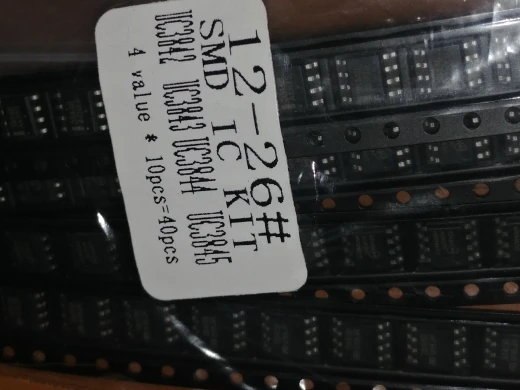 12-26#
SMD IC KIT
UC3842 UC3843 UC3844 UC3845
4 value * 10pcs=40pcs